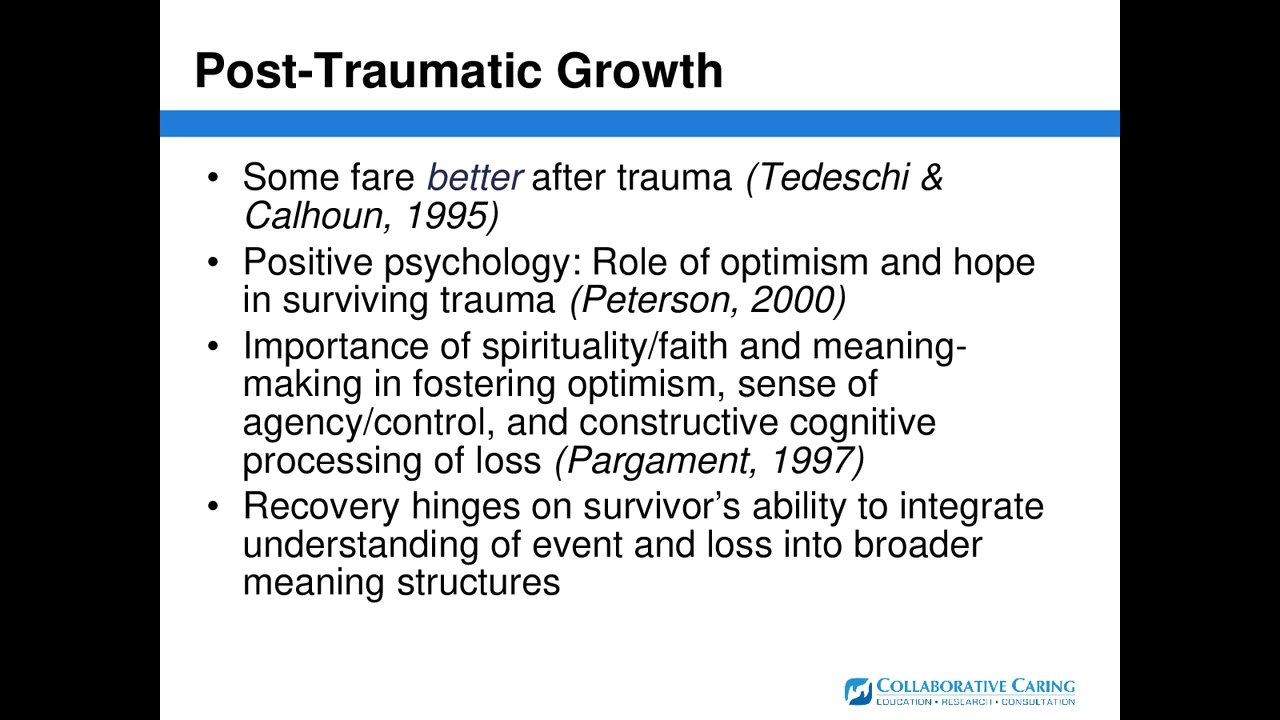 Post-Traumatic Growth
• Some fare better after trauma (Tedeschi &
Calhoun, 1995)
• Positive psychology: Role of optimism and hope
in surviving trauma (Peterson, 2000)
• Importance of spirituality/faith and meaning-
making in fostering optimism, sense of
agency/control, and constructive cognitive
processing of loss (Pargament, 1997)
• Recovery hinges on survivor’s ability to integrate
understanding of event and loss into broader
meaning structures
COLLABORATIVE CARING
EDUCATION • RESEARCH • CONSULTATION